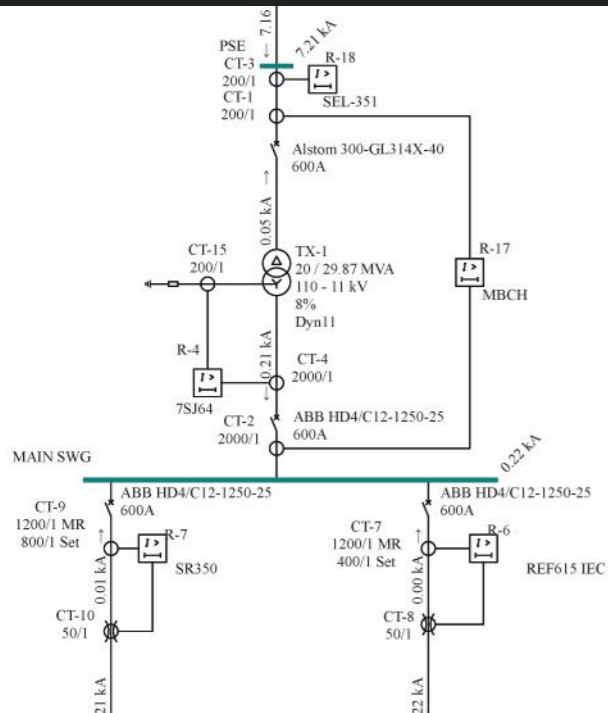 ← 7.16
7.21 kA
PSE
CT-3
200/1
R-18
I >
SEL-351
CT-1
200/1
Alstom 300-GL314X-40
600A
0.05 kA →
CT-15
200/1
TX-1
20 / 29.87 MVA
110 - 11 kV
8%
Dyn11
R-17
I >
MBCH
R-4
I >
7SJ64
← 0.21 kA
CT-4
2000/1
CT-2
2000/1
ABB HD4/C12-1250-25
600A
MAIN SWG
0.22 kA
ABB HD4/C12-1250-25
600A
CT-9
1200/1 MR
800/1 Set
R-7
I >
SR350
0.01 kA →
CT-10
50/1
21 kA
ABB HD4/C12-1250-25
600A
CT-7
1200/1 MR
400/1 Set
R-6
I >
REF615 IEC
0.00 kA →
CT-8
50/1
22 kA